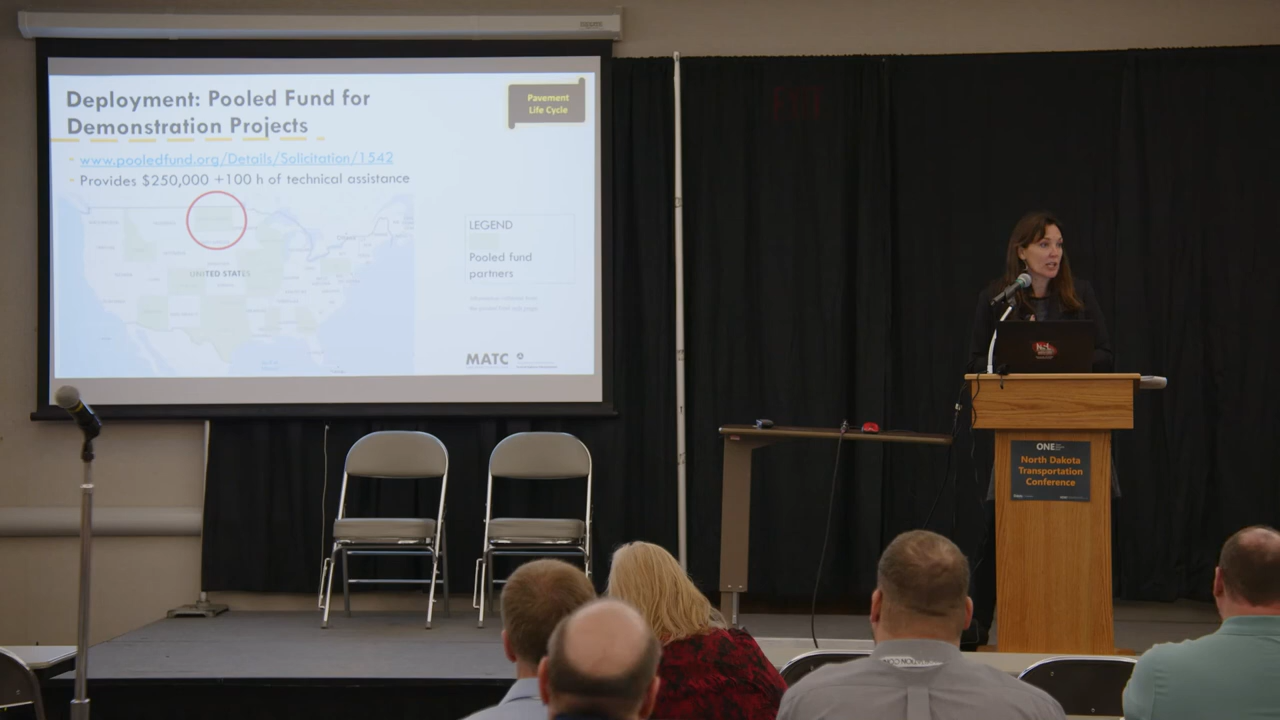 Deployment: Pooled Fund for
Demonstration Projects
Pavement
Life Cycle
www.pooledfund.org/Details/Solicitation/1542
Provides $250,000 +100 h of technical assistance
UNITED STATES
LEGEND
Pooled fund
partners
MATC
ONE
North Dakota
Transportation
Conference